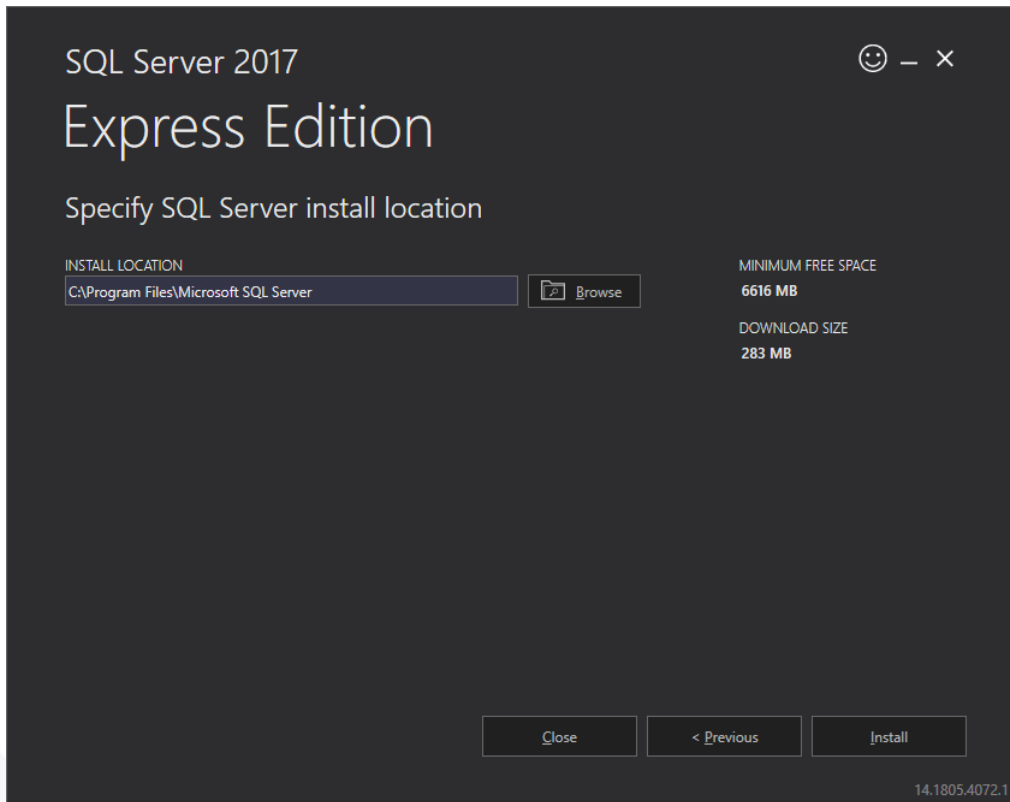 SQL Server 2017
Express Edition
Specify SQL Server install location
INSTALL LOCATION
C:\Program Files\Microsoft SQL Server
Browse
MINIMUM FREE SPACE
6616 MB
DOWNLOAD SIZE
283 MB
Close
< Previous
Install
14.1805.4072.1